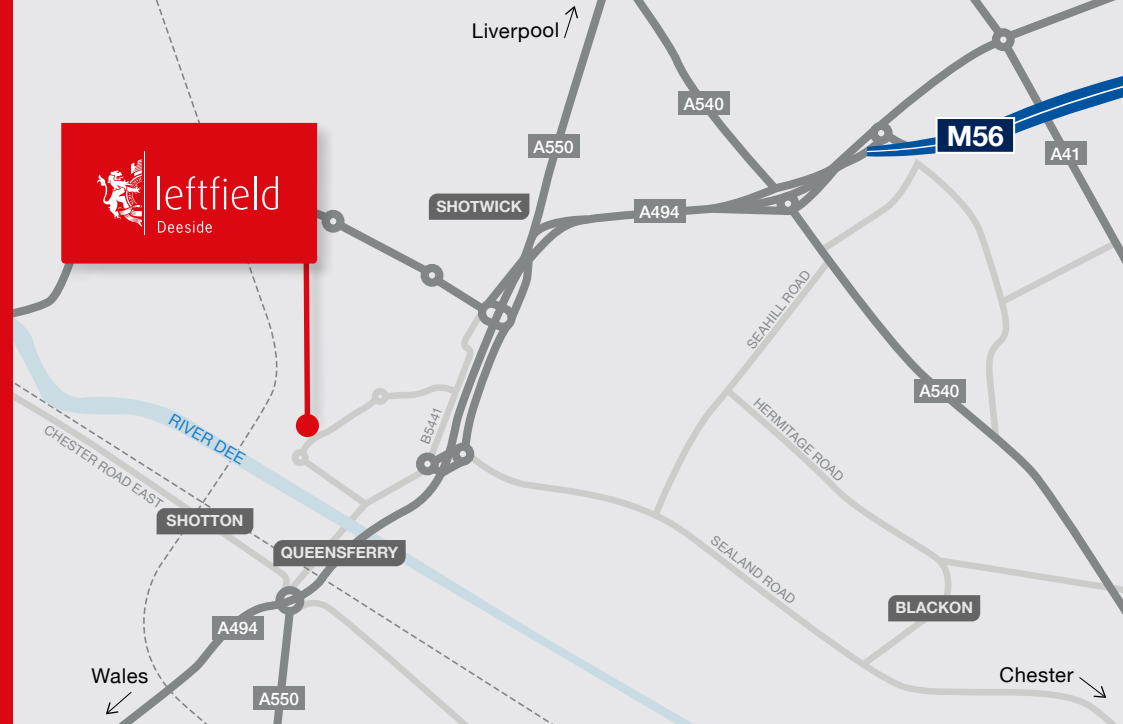 Liverpool
A540
M56
A550
A41
leftfield
Deeside
SHOTWICK
A494
SEAHILL ROAD
A540
B5441
HERMITAGE ROAD
RIVER DEE
CHESTER ROAD EAST
SHOTTON
QUEENSFERRY
SEALAND ROAD
BLACKON
A494
Wales
Chester
A550